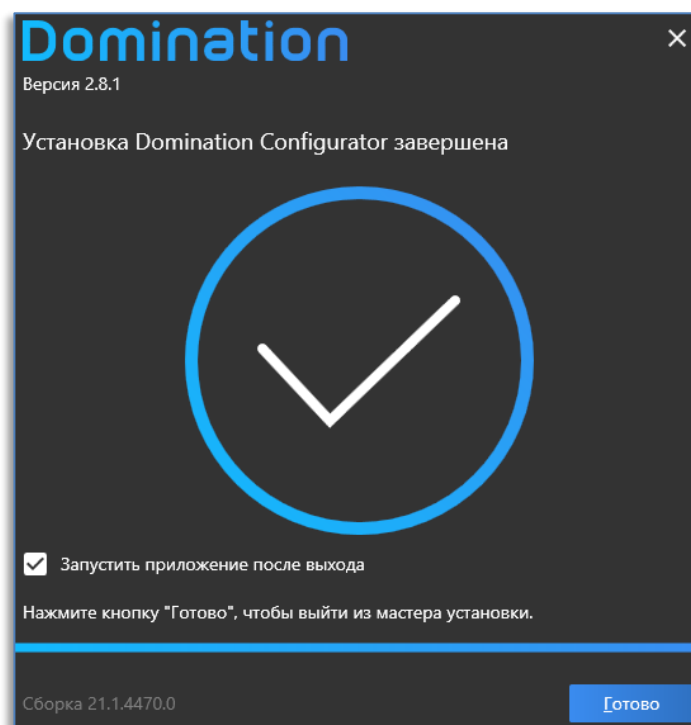 Domination
Версия 2.8.1
Установка Domination Configurator завершена
Запустить приложение после выхода
Нажмите кнопку "Готово", чтобы выйти из мастера установки.
Сборка 21.1.4470.0
Готово